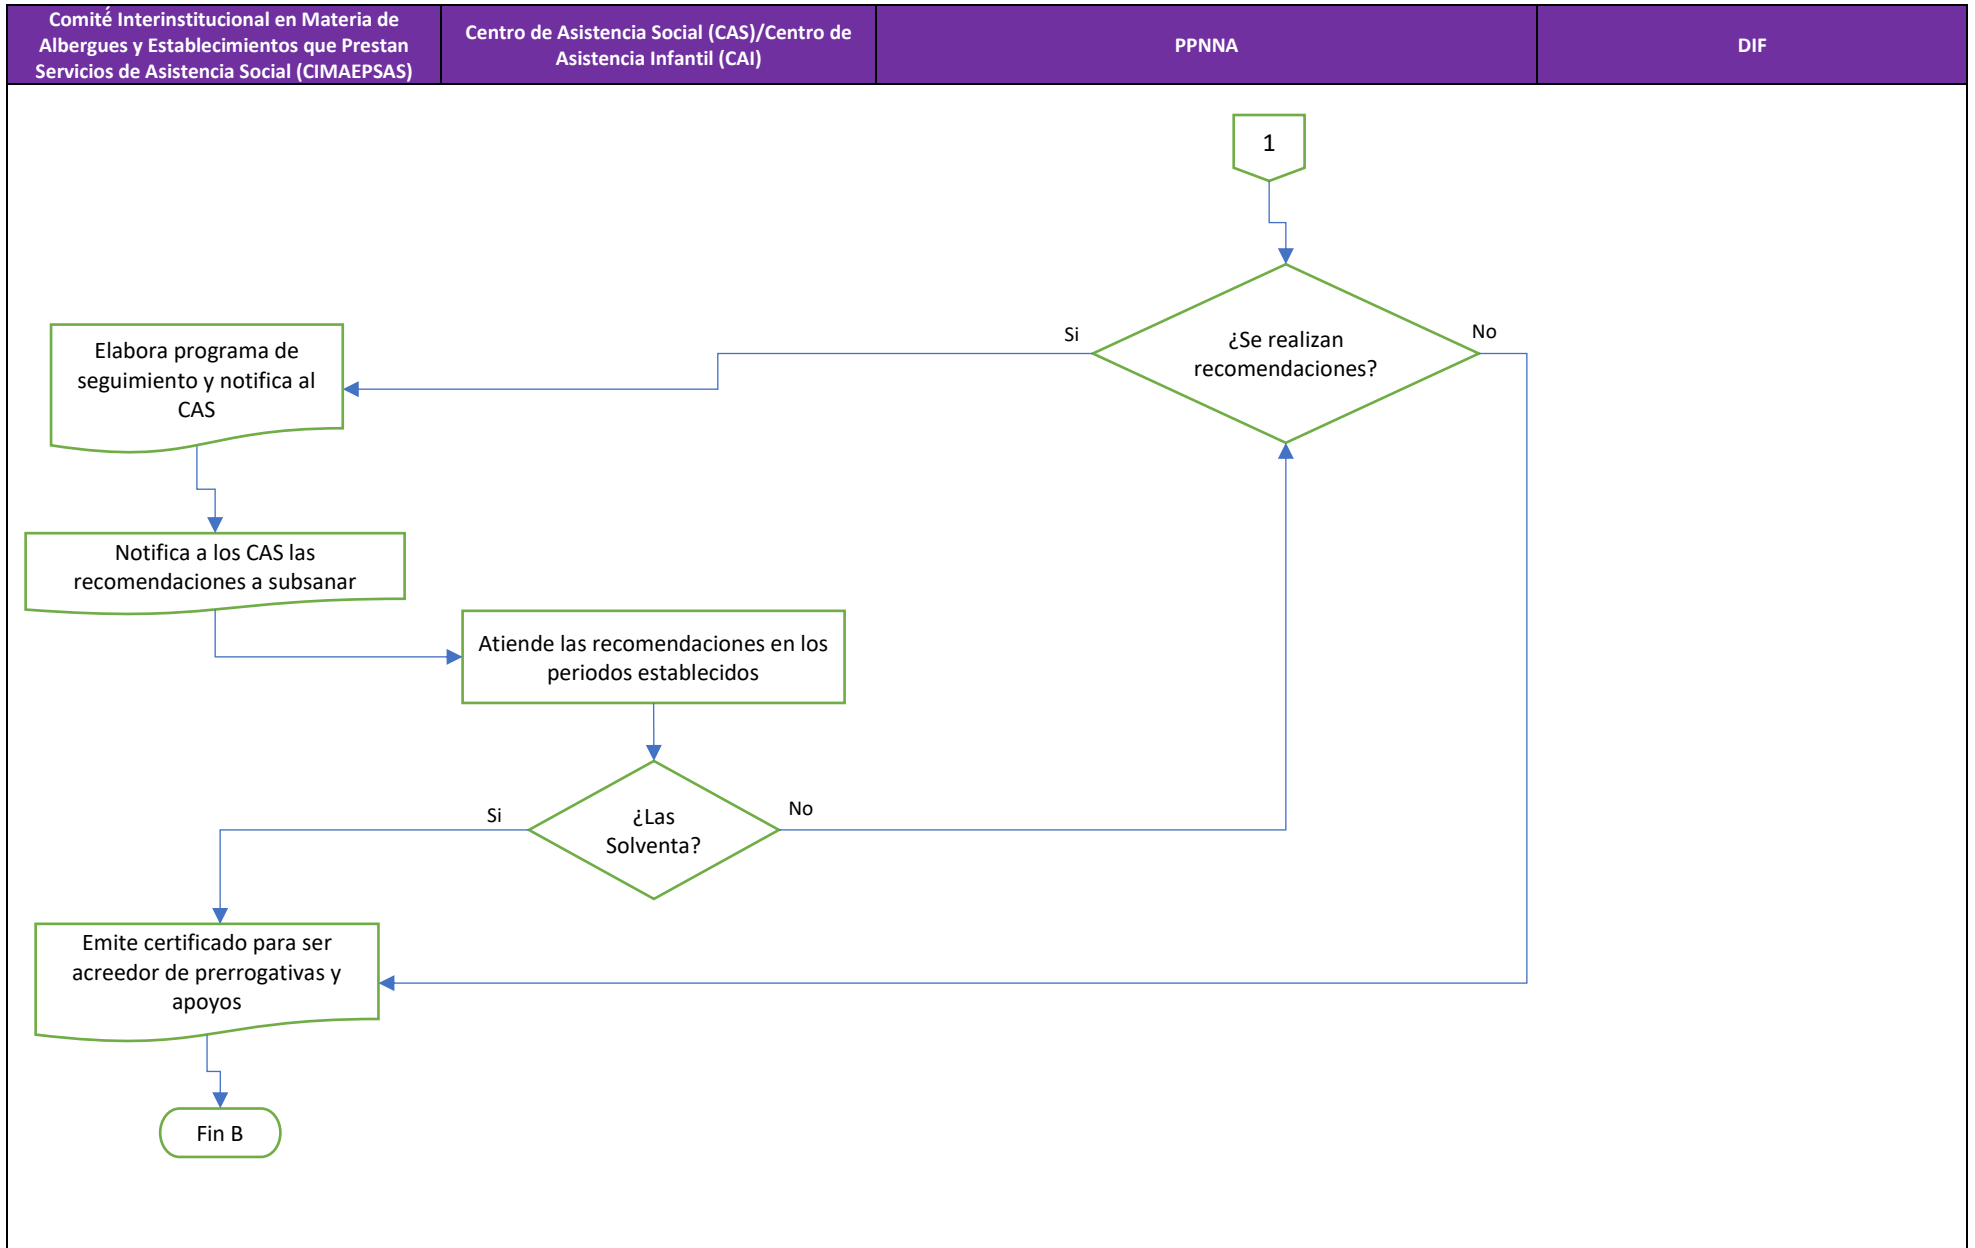 Comité Interinstitucional en Materia de
Albergues y Establecimientos que Prestan
Servicios de Asistencia Social (CIMAEPSAS)
Centro de Asistencia Social (CAS)/Centro de
Asistencia Infantil (CAI)
PPNNA
DIF
1
¿Se realizan
recomendaciones?
Si
No
Elabora programa de
seguimiento y notifica al
CAS
Notifica a los CAS las
recomendaciones a subsanar
Atiende las recomendaciones en los
periodos establecidos
¿Las
Solventa?
Si
No
Emite certificado para ser
acreedor de prerrogativas y
apoyos
Fin B